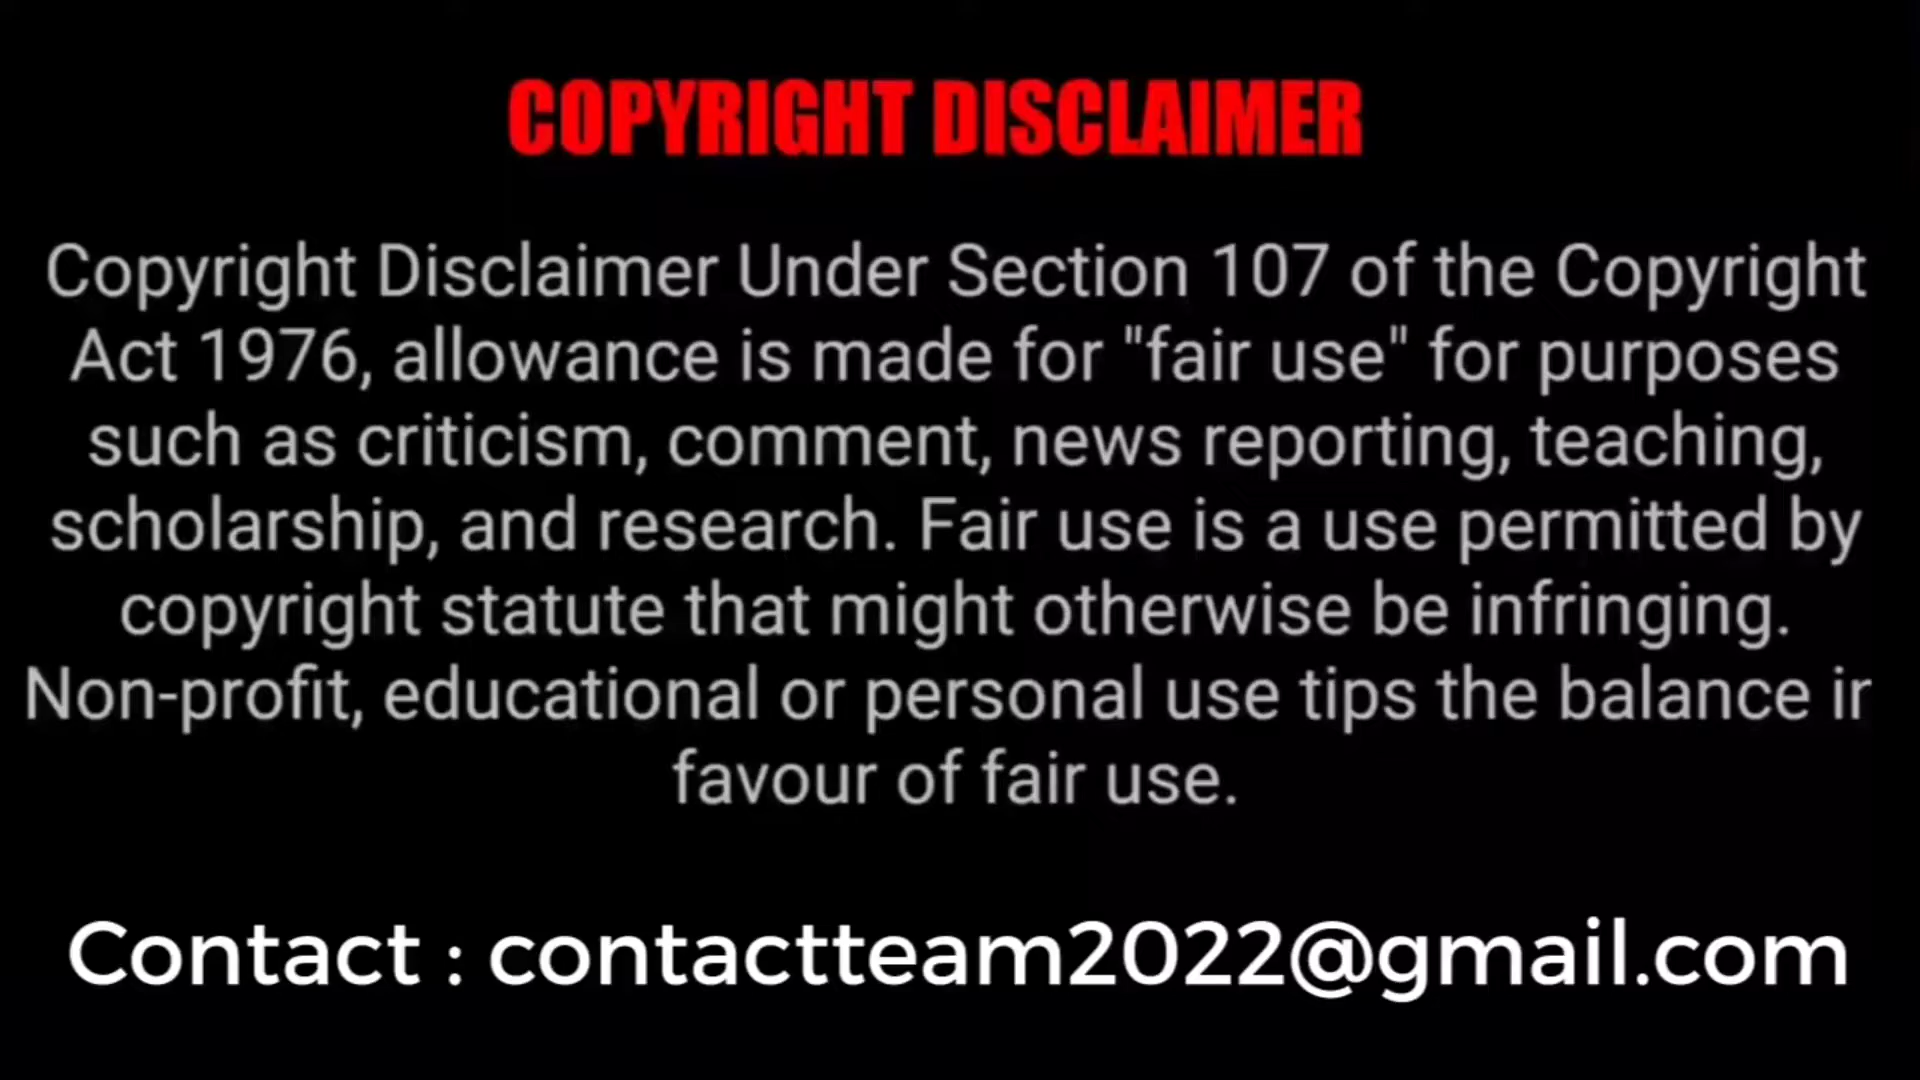 COPYRIGHT DISCLAIMER
Copyright Disclaimer Under Section 107 of the Copyright
Act 1976, allowance is made for "fair use" for purposes
such as criticism, comment, news reporting, teaching,
scholarship, and research. Fair use is a use permitted by
copyright statute that might otherwise be infringing.
Non-profit, educational or personal use tips the balance in
favour of fair use.
Contact : contactteam2022@gmail.com